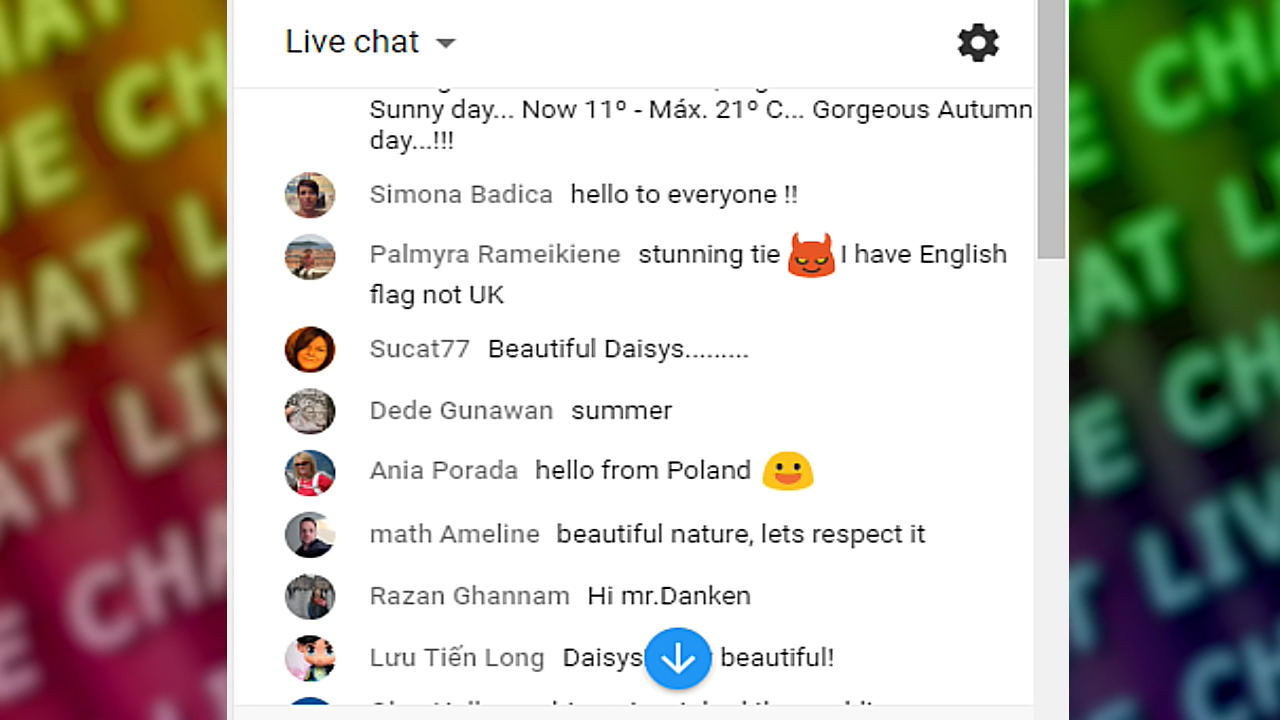 Live chat
Sunny day... Now 11º - Máx. 21º C... Gorgeous Autumn
day...!!!
Simona Badica hello to everyone !!
Palmyra Rameikiene stunning tie I have English
flag not UK
Sucat77 Beautiful Daisys.........
Dede Gunawan summer
Ania Porada hello from Poland
math Ameline beautiful nature, lets respect it
Razan Ghannam Hi mr.Danken
Lưu Tiến Long Daisys beautiful!